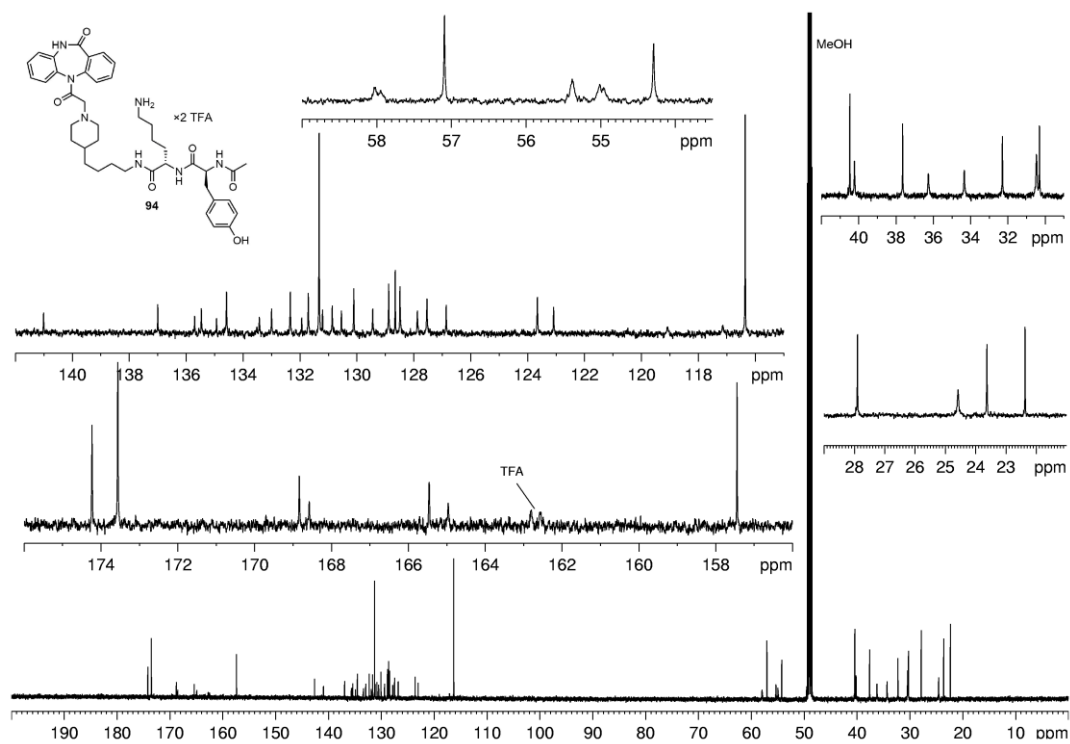 NH
O
N
O
N
NH2
×2 TFA
H
N
O
N
H
O
H
N
O
OH
94
58 57 56 55 ppm
MeOH
40 38 36 34 32 ppm
140 138 136 134 132 130 128 126 124 122 120 118 ppm
28 27 26 25 24 23 ppm
TFA
174 172 170 168 166 164 162 160 158 ppm
190 180 170 160 150 140 130 120 110 100 90 80 70 60 50 40 30 20 10 ppm